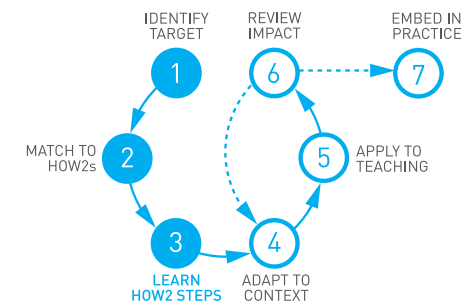 IDENTIFY
TARGET
1
MATCH TO
HOW2s
2
3
LEARN
HOW2 STEPS
4
ADAPT TO
CONTEXT
5
APPLY TO
TEACHING
REVIEW
IMPACT
6
EMBED IN
PRACTICE
7